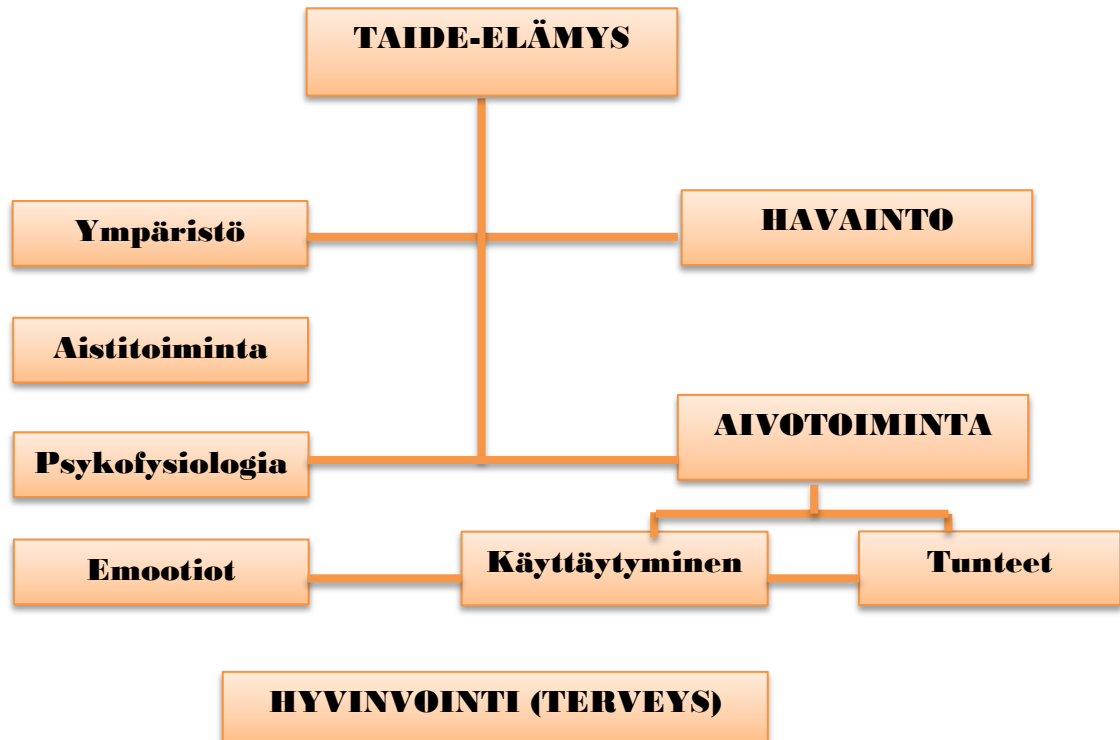 TAIDE-ELÄMYS
Ympäristö
HAVAINTO
Aistitoiminta
AIVOTOIMINTA
Psykofysiologia
Emootiot
Käyttäytyminen
Tunteet
HYVINVOINTI (TERVEYS)